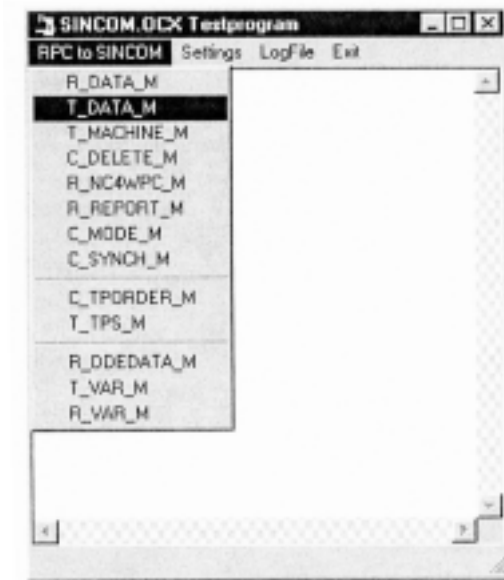 SINCOM.OCX Testprogram
RPC to SINCOM Settings LogFile Exit
R_DATA_M
T_DATA_M
T_MACHINE_M
C_DELETE_M
R_NC4WPC_M
R_REPORT_M
C_MODE_M
C_SYNCH_M
C_TPORDER_M
T_TPS_M
R_DDEDATA_M
T_VAR_M
R_VAR_M